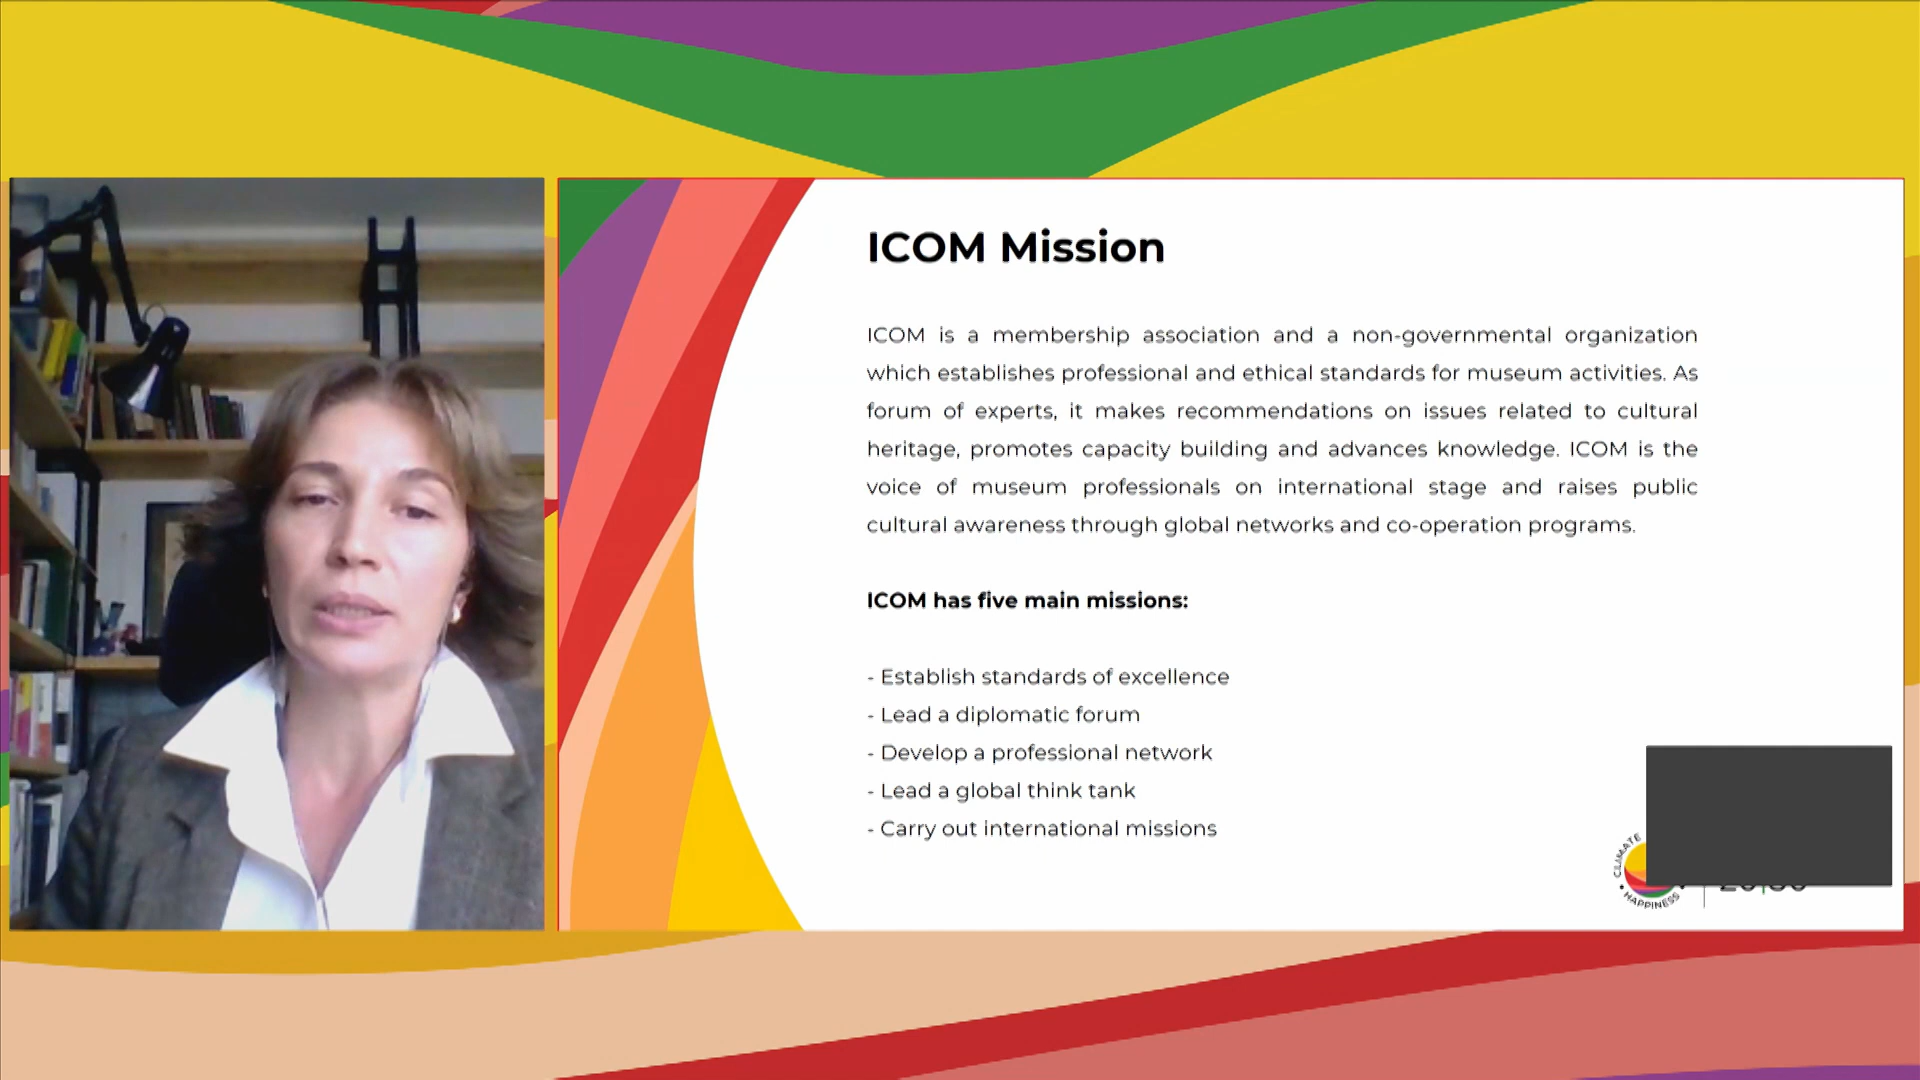 ICOM Mission
ICOM is a membership association and a non-governmental organization
which establishes professional and ethical standards for museum activities. As
forum of experts, it makes recommendations on issues related to cultural
heritage, promotes capacity building and advances knowledge. ICOM is the
voice of museum professionals on international stage and raises public
cultural awareness through global networks and co-operation programs.
ICOM has five main missions:
- Establish standards of excellence
- Lead a diplomatic forum
- Develop a professional network
- Lead a global think tank
- Carry out international missions
CLIMATE
HAPPINESS